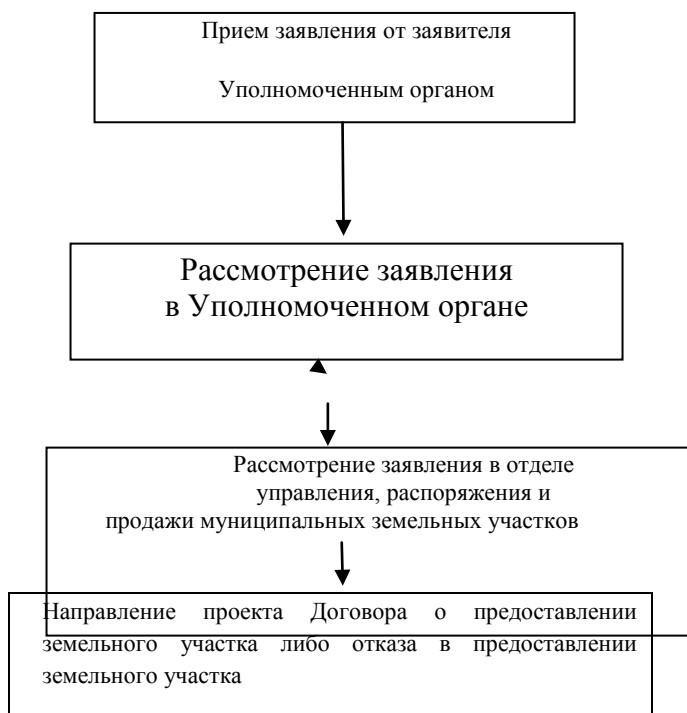 Прием заявления от заявителя
Уполномоченным органом
Рассмотрение заявления
в Уполномоченном органе
Рассмотрение заявления в отделе
управления, распоряжения и
продажи муниципальных земельных участков
Направление проекта Договора о предоставлении
земельного участка либо отказа в предоставлении
земельного участка